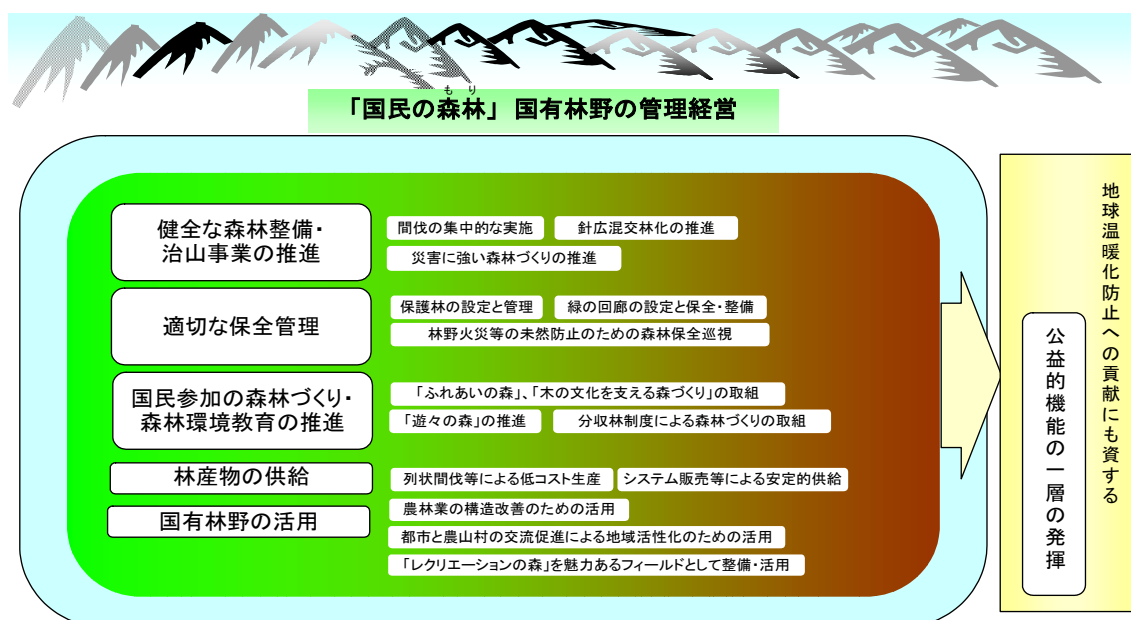 もり
「国民の森林」 国有林野の管理経営
健全な森林整備・
治山事業の推進
間伐の集中的な実施
針広混交林化の推進
災害に強い森林づくりの推進
適切な保全管理
保護林の設定と管理
緑の回廊の設定と保全・整備
林野火災等の未然防止のための森林保全巡視
国民参加の森林づくり・
森林環境教育の推進
「ふれあいの森」、「木の文化を支える森づくり」の取組
「遊々の森」の推進
分収林制度による森林づくりの取組
林産物の供給
列状間伐等による低コスト生産
システム販売等による安定的供給
国有林野の活用
農林業の構造改善のための活用
都市と農山村の交流促進による地域活性化のための活用
「レクリエーションの森」を魅力あるフィールドとして整備・活用
地球温暖化防止への貢献にも資する
公益的機能の一層の発揮